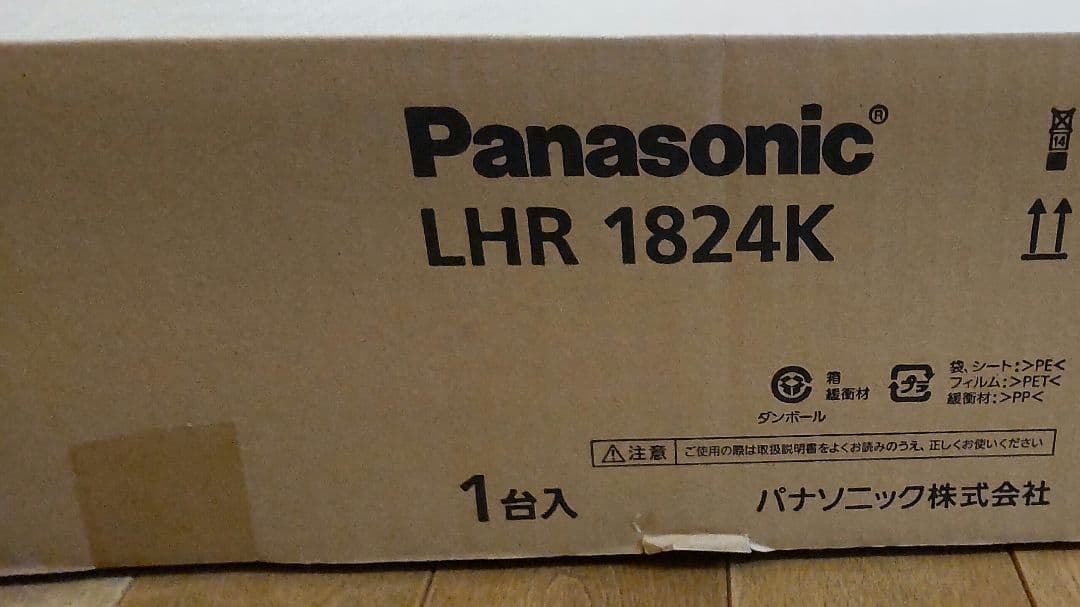 Panasonic®
LHR 1824K
14
箱
緩衝材
ダンボール
プラ
袋、シート:>PE<
フィルム:>PET<
緩衝材:>PP<
注意 ご使用の際は取扱説明書をよくお読みのうえ、正しくお使いください
1台入
パナソニック株式会社